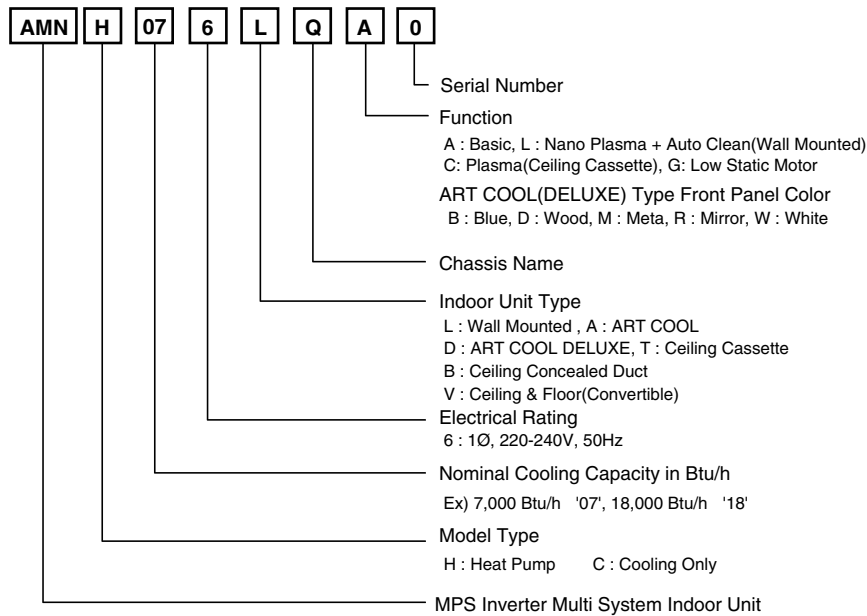 AMN H 07 6 L Q A 0
Serial Number
Function
A : Basic, L : Nano Plasma + Auto Clean(Wall Mounted)
C: Plasma(Ceiling Cassette), G: Low Static Motor
ART COOL(DELUXE) Type Front Panel Color
B : Blue, D : Wood, M : Meta, R : Mirror, W : White
Chassis Name
Indoor Unit Type
L : Wall Mounted , A : ART COOL
D : ART COOL DELUXE, T : Ceiling Cassette
B : Ceiling Concealed Duct
V : Ceiling & Floor(Convertible)
Electrical Rating
6 : 1Ø, 220-240V, 50Hz
Nominal Cooling Capacity in Btu/h
Ex) 7,000 Btu/h '07', 18,000 Btu/h '18'
Model Type
H : Heat Pump C : Cooling Only
MPS Inverter Multi System Indoor Unit